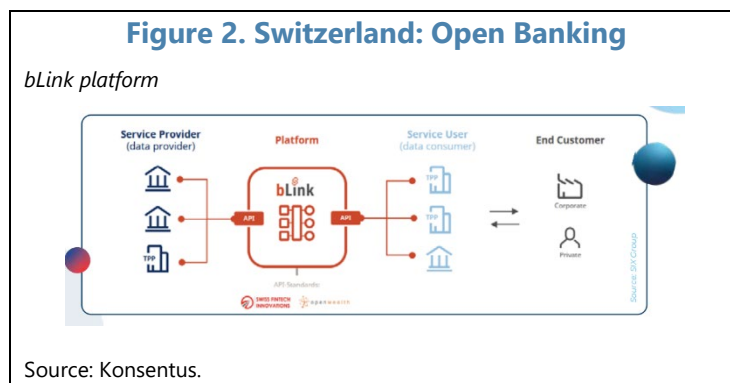 Figure 2. Switzerland: Open Banking
bLink platform
Service Provider
(data provider)
Platform
Service User
(data consumer)
End Customer
bLink
API
API
TPP
TPP
TPP
Corporate
Private
API Standards:
SWISS FINTECH
INNOVATIONS
openwealth
Source: SIX Group
Source: Konsentus.